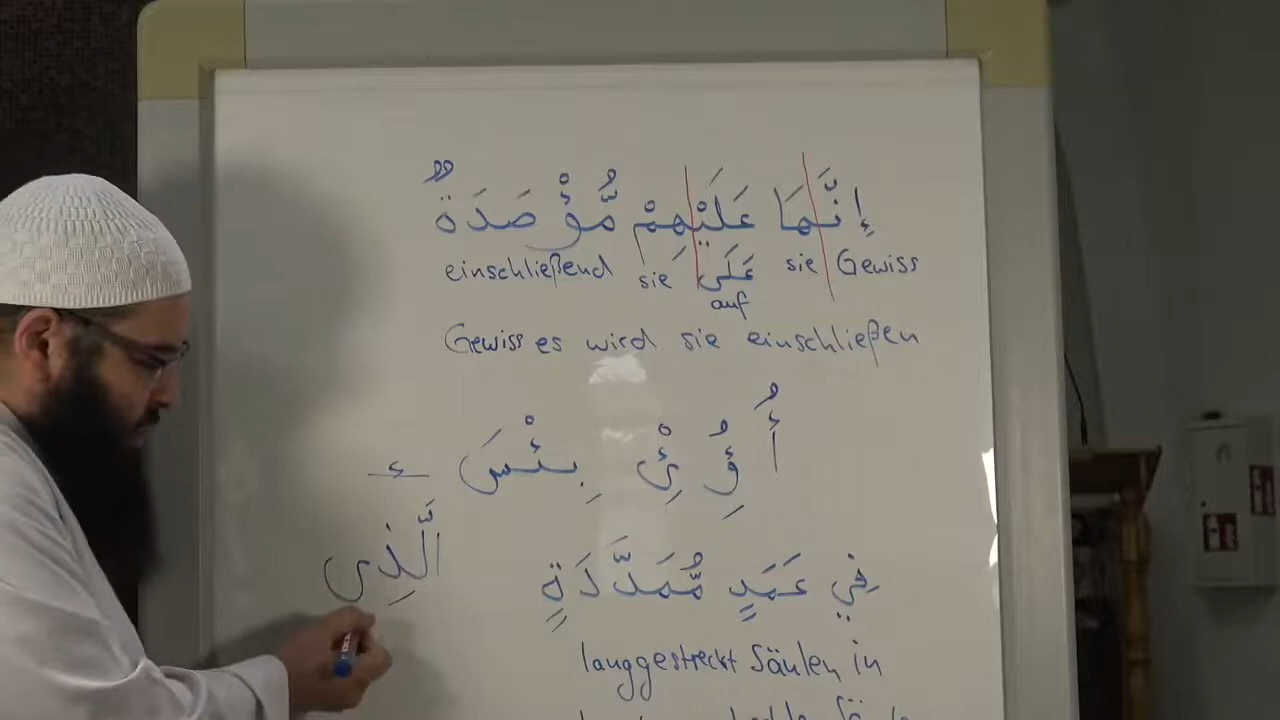 إِنَّهَا عَلَيْهِمْ مُّؤْصَدَةٌ
einschließend sie عَلَى sie Gewiss
auf
Gewiss es wird sie einschließen
أُ ؤُ ئْ بِئْسَ ئ
فِي عَمَدٍ مُّمَدَّدَةٍ الَّذِي
langgestreckt Säulen in